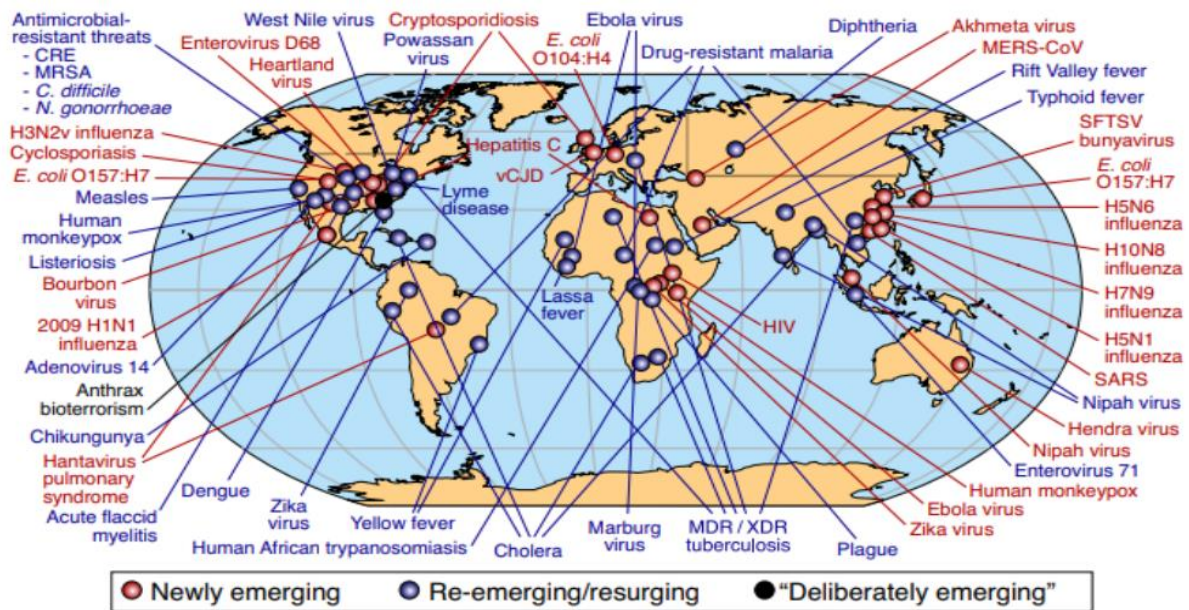 Antimicrobial-
resistant threats
- CRE
- MRSA
- C. difficile
- N. gonorrhoeae
H3N2v influenza
Cyclosporiasis
E. coli O157:H7
Measles
Human
monkeypox
Listeriosis
Bourbon
virus
2009 H1N1
influenza
Adenovirus 14
Anthrax
bioterrorism
Chikungunya
Hantavirus
pulmonary
syndrome
Acute flaccid
myelitis
West Nile virus
Enterovirus D68
Heartland
virus
Cryptosporidiosis
Powassan
virus
E. coli
O104:H4
Ebola virus
Drug-resistant malaria
Diphtheria
Akhmeta virus
MERS-CoV
Rift Valley fever
Typhoid fever
SFTSV
bunyavirus
E. coli
O157:H7
H5N6
influenza
H10N8
influenza
H7N9
influenza
H5N1
influenza
SARS
Nipah virus
Hendra virus
Nipah virus
Enterovirus 71
Human monkeypox
Ebola virus
Zika virus
Hepatitis C
vCJD
Lyme
disease
Lassa
fever
HIV
Dengue
Zika
virus
Yellow fever
Human African trypanosomiasis
Cholera
Marburg
virus
MDR / XDR
tuberculosis
Plague
Newly emerging
Re-emerging/resurging
“Deliberately emerging”